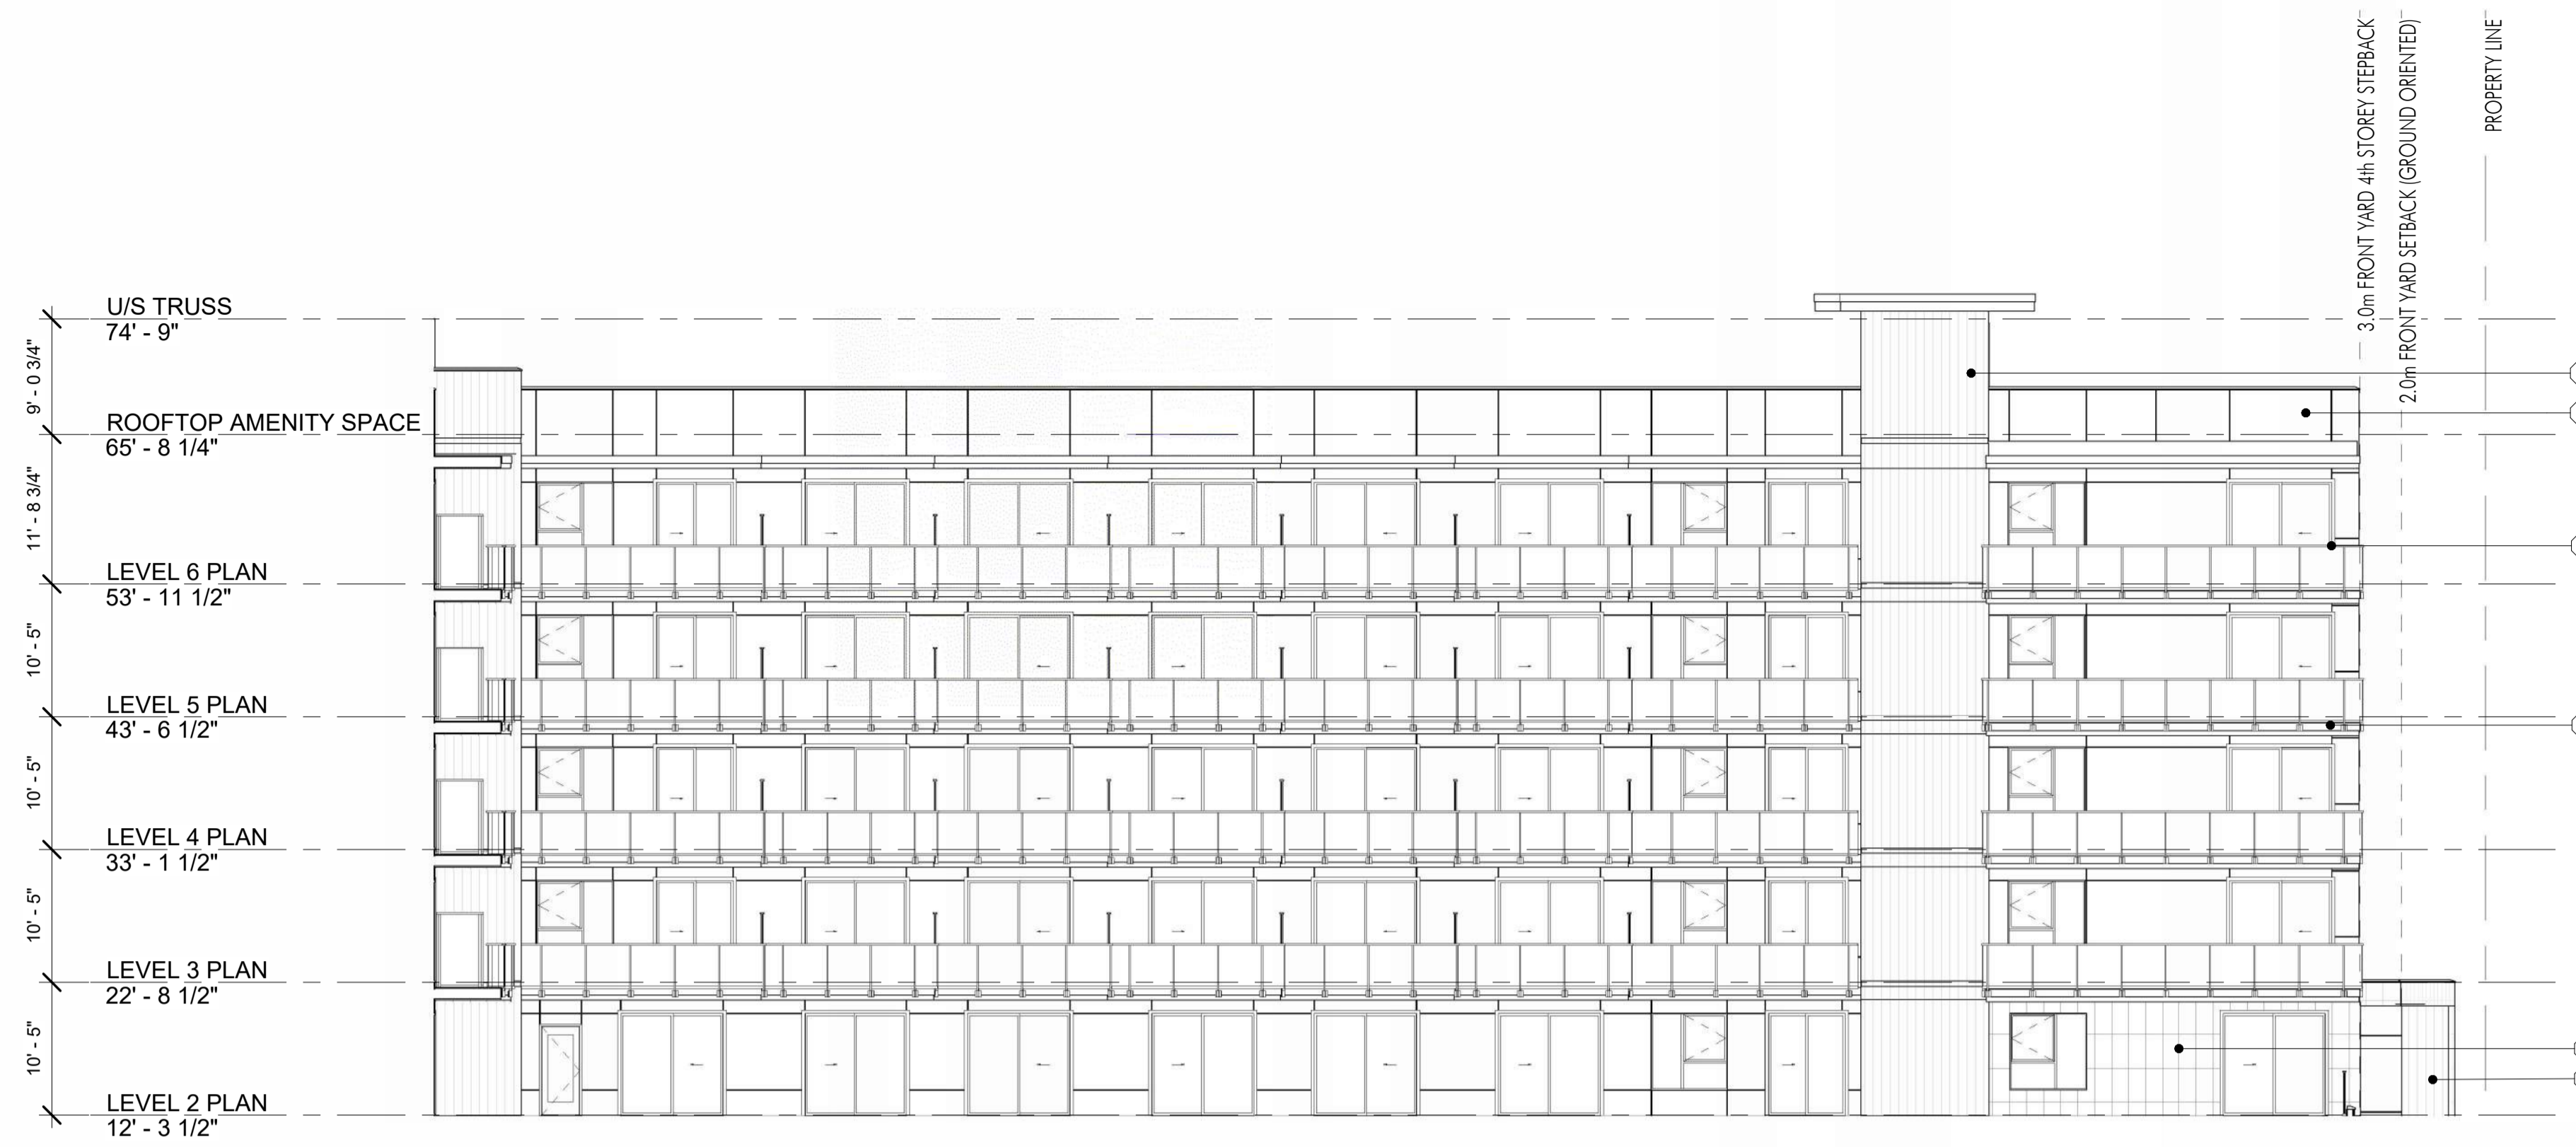 3.0m FRONT YARD 4th STOREY STEPBACK
2.0m FRONT YARD SETBACK (GROUND ORIENTED)
PROPERTY LINE
U/S TRUSS
74' - 9"
9' - 0 3/4"
ROOFTOP AMENITY SPACE
65' - 8 1/4"
11' - 8 3/4"
LEVEL 6 PLAN
53' - 11 1/2"
10' - 5"
LEVEL 5 PLAN
43' - 6 1/2"
10' - 5"
LEVEL 4 PLAN
33' - 1 1/2"
10' - 5"
LEVEL 3 PLAN
22' - 8 1/2"
10' - 5"
LEVEL 2 PLAN
12' - 3 1/2"